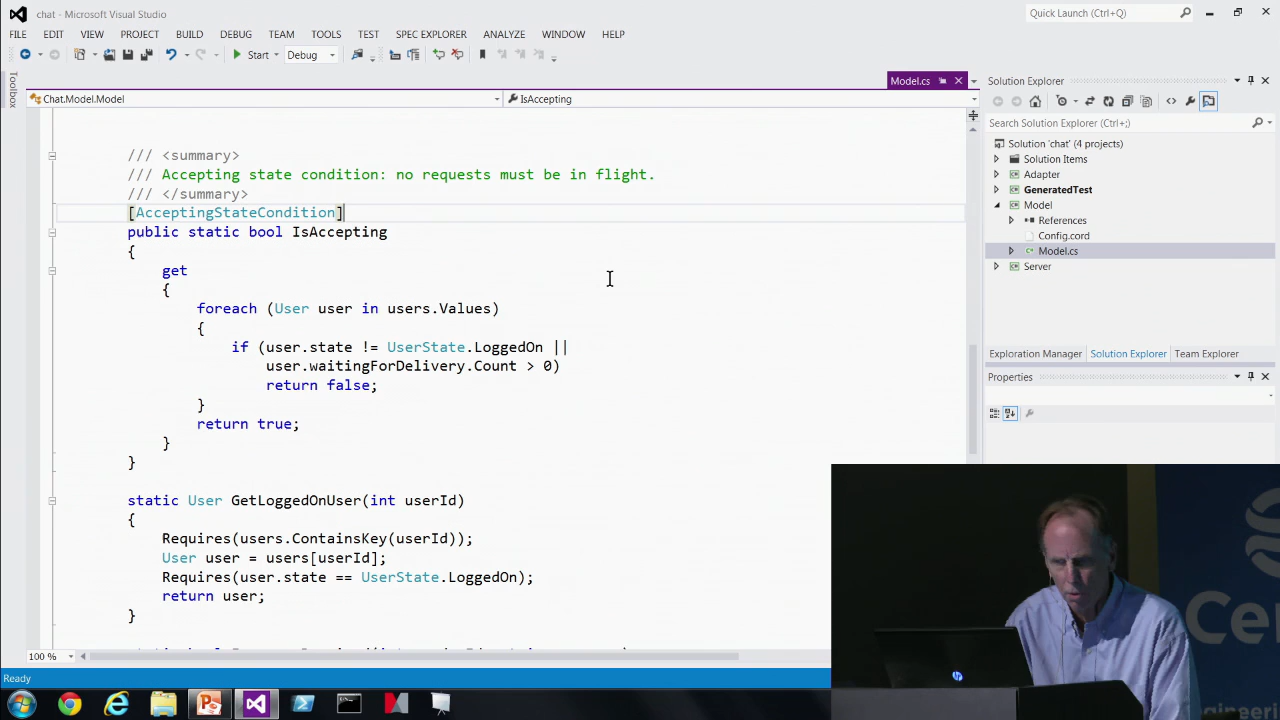 chat - Microsoft Visual Studio
Quick Launch (Ctrl+Q)
FILE EDIT VIEW PROJECT BUILD DEBUG TEAM TOOLS TEST SPEC EXPLORER ANALYZE WINDOW HELP
Start Debug
Toolbox
Model.cs
Chat.Model.Model
IsAccepting
/// <summary>
/// Accepting state condition: no requests must be in flight.
/// </summary>
[AcceptingStateCondition]
public static bool IsAccepting
{
get
{
foreach (User user in users.Values)
{
if (user.state != UserState.LoggedOn ||
user.waitingForDelivery.Count > 0)
return false;
}
return true;
}
}
static User GetLoggedOnUser(int userId)
{
Requires(users.ContainsKey(userId));
User user = users[userId];
Requires(user.state == UserState.LoggedOn);
return user;
}
100 %
Ready
Solution Explorer
Search Solution Explorer (Ctrl+;)
Solution 'chat' (4 projects)
Solution Items
Adapter
GeneratedTest
Model
References
Config.cord
Model.cs
Server
Exploration Manager Solution Explorer Team Explorer
Properties
Ce